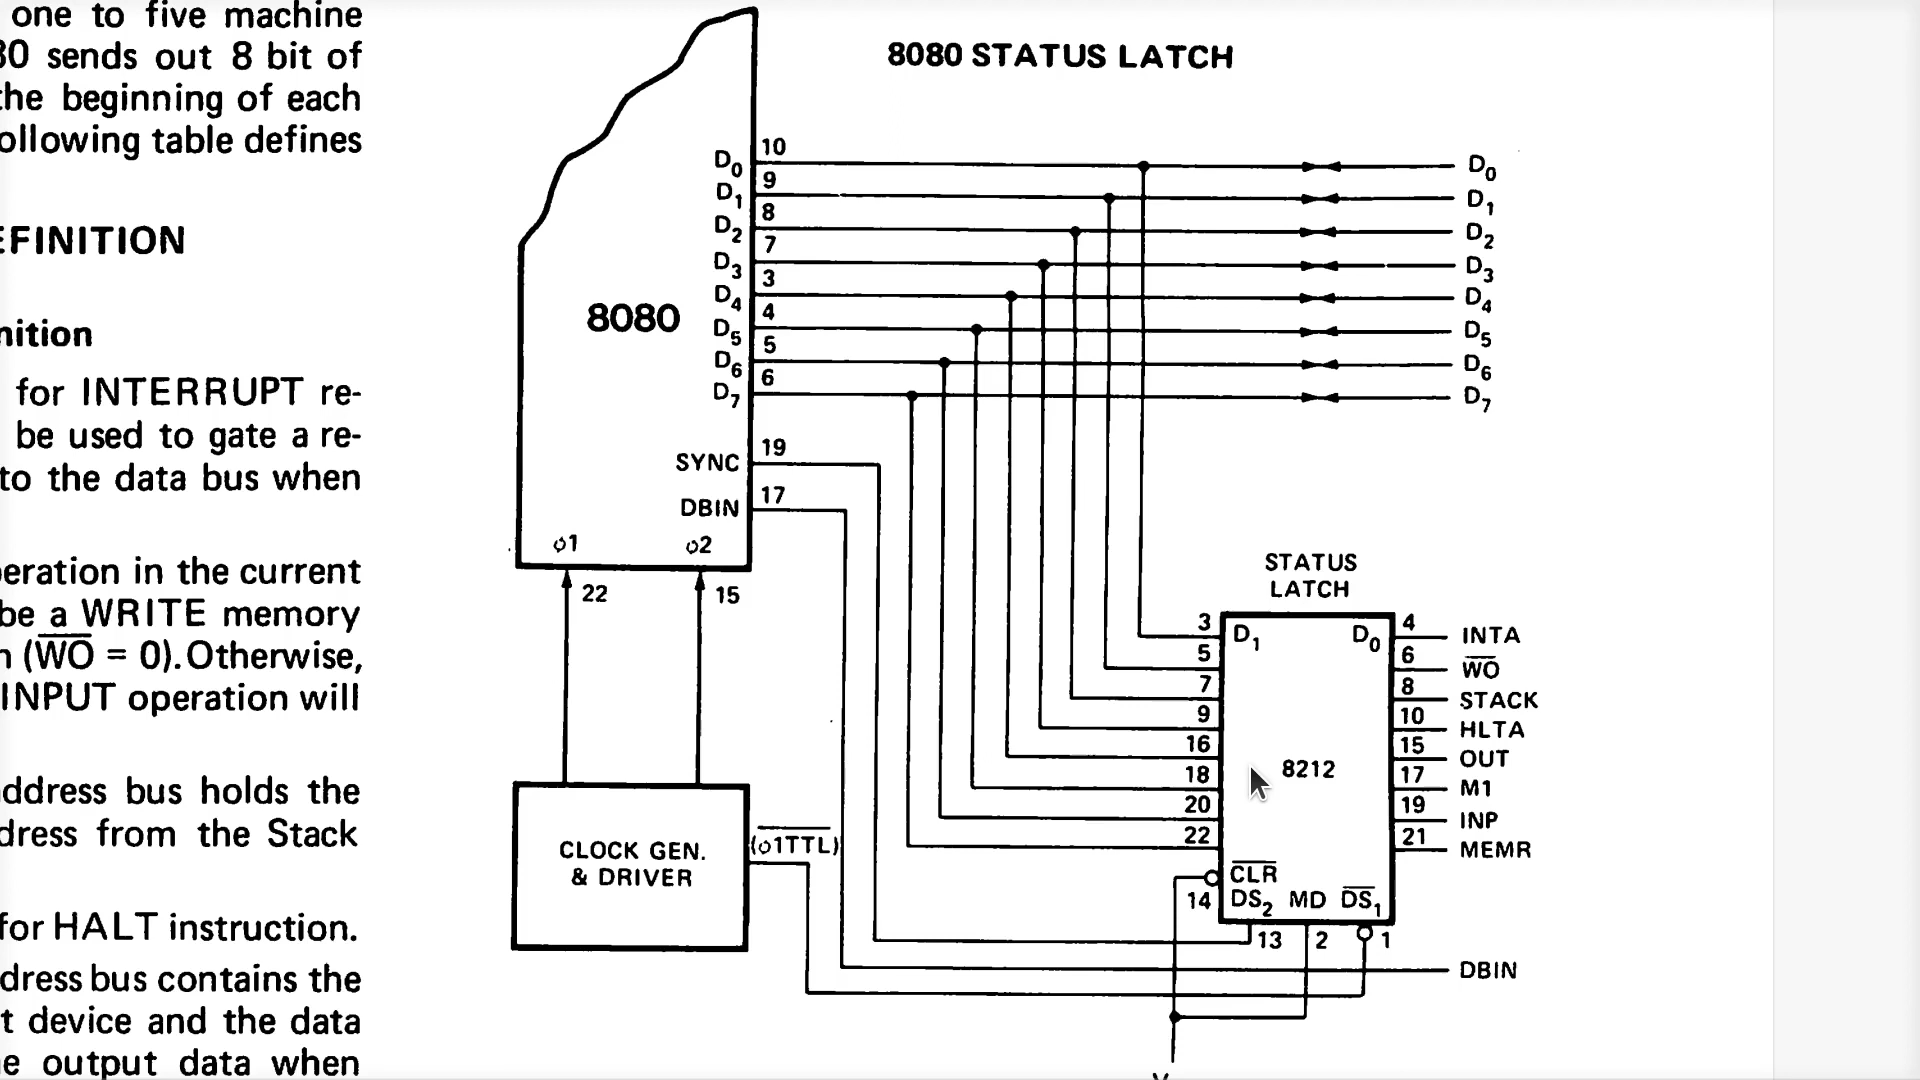 one to five machine
80 sends out 8 bit of
the beginning of each
ollowing table defines
EFINITION
nition
for INTERRUPT re-
be used to gate a re-
to the data bus when
peration in the current
be a WRITE memory
n (W̅O̅ = 0). Otherwise,
INPUT operation will
address bus holds the
dress from the Stack
for HALT instruction.
dress bus contains the
t device and the data
e output data when
8080 STATUS LATCH
D0 10 D0
D1 9 D1
D2 8 D2
D3 7 D3
D4 3 D4
D5 4 D5
D6 5 D6
D7 6 D7
8080
SYNC 19
DBIN 17
φ1 φ2
22 15
STATUS
LATCH
3 D1 D0 4 INTA
5 6 W̅O̅
7 8 STACK
9 10 HLTA
16 15 OUT
18 8212 17 M1
20 19 INP
22 21 MEMR
C̅L̅R̅
14 DS2 MD D̅S̅1
13 2 1
DBIN
CLOCK GEN.
& DRIVER
(φ̅1̅T̅T̅L̅)